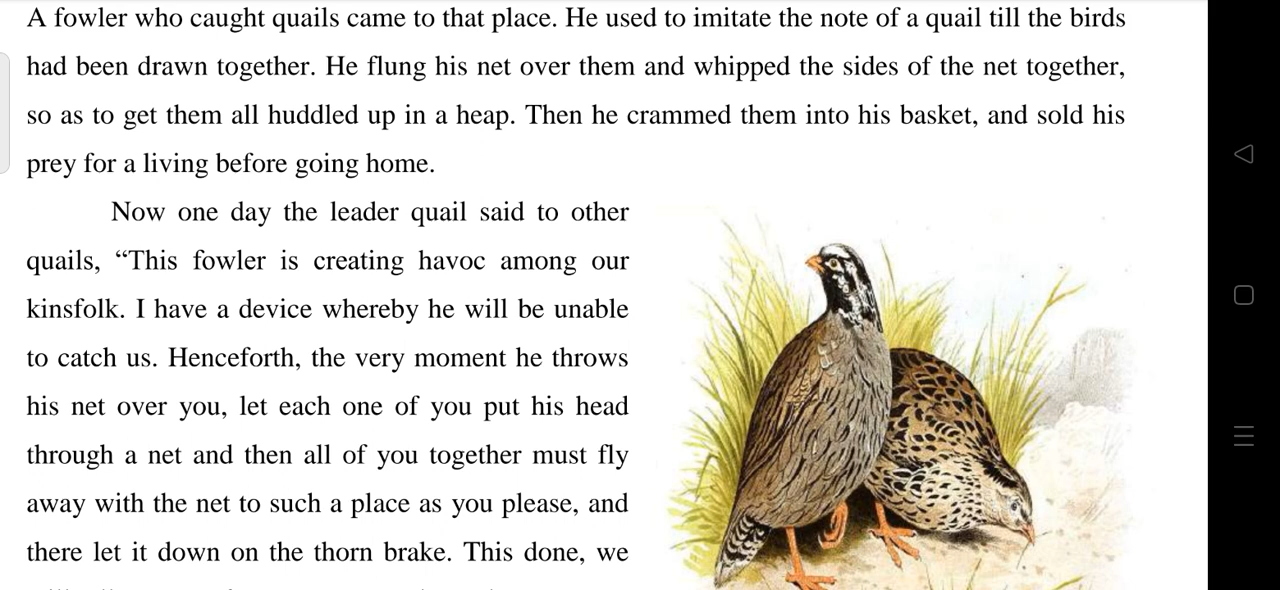 A fowler who caught quails came to that place. He used to imitate the note of a quail till the birds
had been drawn together. He flung his net over them and whipped the sides of the net together,
so as to get them all huddled up in a heap. Then he crammed them into his basket, and sold his
prey for a living before going home.
Now one day the leader quail said to other
quails, “This fowler is creating havoc among our
kinsfolk. I have a device whereby he will be unable
to catch us. Henceforth, the very moment he throws
his net over you, let each one of you put his head
through a net and then all of you together must fly
away with the net to such a place as you please, and
there let it down on the thorn brake. This done, we